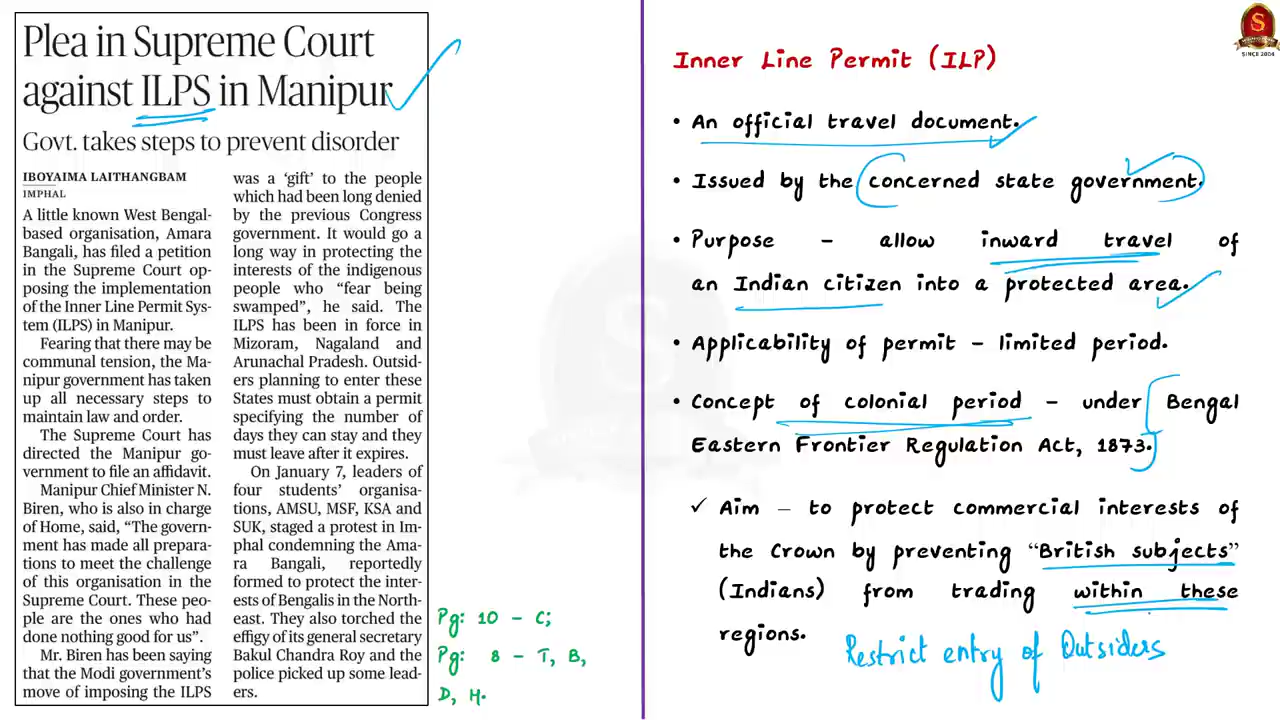 Plea in Supreme Court
against ILPS in Manipur
Govt. takes steps to prevent disorder
IBOYAIMA LAITHANGBAM
IMPHAL
A little known West Bengal-
based organisation, Amara
Bangali, has filed a petition
in the Supreme Court op-
posing the implementation
of the Inner Line Permit Sys-
tem (ILPS) in Manipur.
Fearing that there may be
communal tension, the Ma-
nipur government has taken
up all necessary steps to
maintain law and order.
The Supreme Court has
directed the Manipur go-
vernment to file an affidavit.
Manipur Chief Minister N.
Biren, who is also in charge
of Home, said, “The govern-
ment has made all prepara-
tions to meet the challenge
of this organisation in the
Supreme Court. These peo-
ple are the ones who had
done nothing good for us”.
Mr. Biren has been saying
that the Modi government's
move of imposing the ILPS
was a ‘gift’ to the people
which had been long denied
by the previous Congress
government. It would go a
long way in protecting the
interests of the indigenous
people who “fear being
swamped”, he said. The
ILPS has been in force in
Mizoram, Nagaland and
Arunachal Pradesh. Outsid-
ers planning to enter these
States must obtain a permit
specifying the number of
days they can stay and they
must leave after it expires.
On January 7, leaders of
four students’ organisa-
tions, AMSU, MSF, KSA and
SUK, staged a protest in Im-
phal condemning the Ama-
ra Bangali, reportedly
formed to protect the inter-
ests of Bengalis in the North-
east. They also torched the
effigy of its general secretary
Bakul Chandra Roy and the
police picked up some lead-
ers.
Pg: 10 - C;
Pg: 8 - T, B,
D, H.
Inner Line Permit (ILP)
• An official travel document.
• Issued by the concerned state government.
• Purpose – allow inward travel of
an Indian citizen into a protected area.
• Applicability of permit – limited period.
• Concept of colonial period – under Bengal
Eastern Frontier Regulation Act, 1873.
✓ Aim – to protect commercial interests of
the Crown by preventing “British subjects”
(Indians) from trading within these
regions.
Restrict entry of Outsiders
S
SINCE 2004